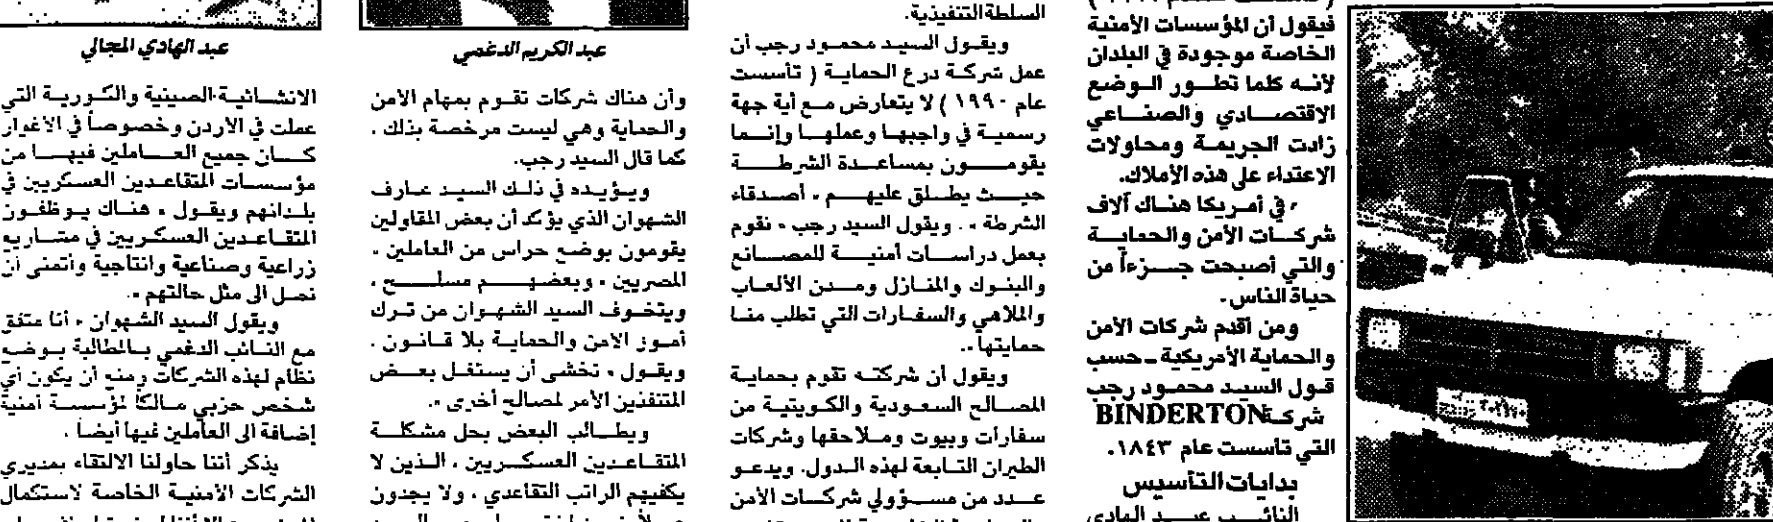 فيقول أن المؤسسات الأمنية
الخاصة موجودة في البلدان
لأنه كلما تطور الوضع
الاقتصادي والصناعي
زادت الجريمة ومحاولات
الاعتداء على هذه الأملاك.
، في أمريكا هناك آلاف
شركات الأمن والحماية
والتي أصبحت جزءاً من
حياة الناس.
ومن أقدم شركات الأمن
والحماية الأمريكية ـ حسب
قول السيد محمود رجب
شركة BINDERTON
التي تأسست عام ١٨٤٣.
بدايات التأسيس
النائب عبد الهادي
السلطة التنفيذية.
ويقول السيد محمود رجب أن
عمل شركة درع الحماية ( تأسست
عام ١٩٩٠ ) لا يتعارض مع أية جهة
رسمية في واجبها وعملها وإنما
يقومون بمساعدة الشرطة
حيث يطلق عليهم « أصدقاء
الشرطة » . ويقول السيد رجب « نقوم
بعمل دراسات أمنية للمصانع
والبنوك والمنازل ومدن الألعاب
والملاهي والسفارات التي تطلب منا
حمايتها ».
ويقول أن شركته تقوم بحماية
المصالح السعودية والكويتية من
سفارات وبيوت وملاحقها وشركات
الطيران التابعة لهذه الدول. ويدعو
عدد من مسؤولي شركات الأمن
عبد الكريم الدغمي
وأن هناك شركات تقوم بمهام الأمن
والحماية وهي ليست مرخصة بذلك .
كما قال السيد رجب.
ويؤيده في ذلك السيد عارف
الشهوان الذي يؤكد أن بعض المقاولين
يقومون بوضع حراس من العاملين «
المصريين » وبعضهم مسلح .
ويتخوف السيد الشهوان من ترك
أموز الامن والحماية بلا قانون .
ويقول « نخشى أن يستغل بعض
المتنفذين الأمر لمصالح أخرى ».
ويطالب البعض بحل مشكلة
المتقاعدين العسكريين ، الذين لا
يكفيهم الراتب التقاعدي ، ولا يجدون
عبد الهادي المجالي
الانشائية الصينية والكورية التي
عملت في الاردن وخصوصاً في الاغوار
كان جميع العاملين فيها من
مؤسسات المتقاعدين العسكريين في
بلدانهم ويقول « هناك يوظفون
المتقاعدين العسكريين في مشاريع
زراعية وصناعية وانتاجية وأتمنى أن
نصل الى مثل حالتهم ».
ويقول السيد الشهوان « أنا متفق
مع النائب الدغمي بالمطالبة بوضع
نظام لهذه الشركات ومنع أن يكون أي
شخص حزبي مالكاً لمؤسسة أمنية
إضافة الى العاملين فيها أيضاً .
يذكر أننا حاولنا الالتقاء بمديري
الشركات الأمنية الخاصة لاستكمال